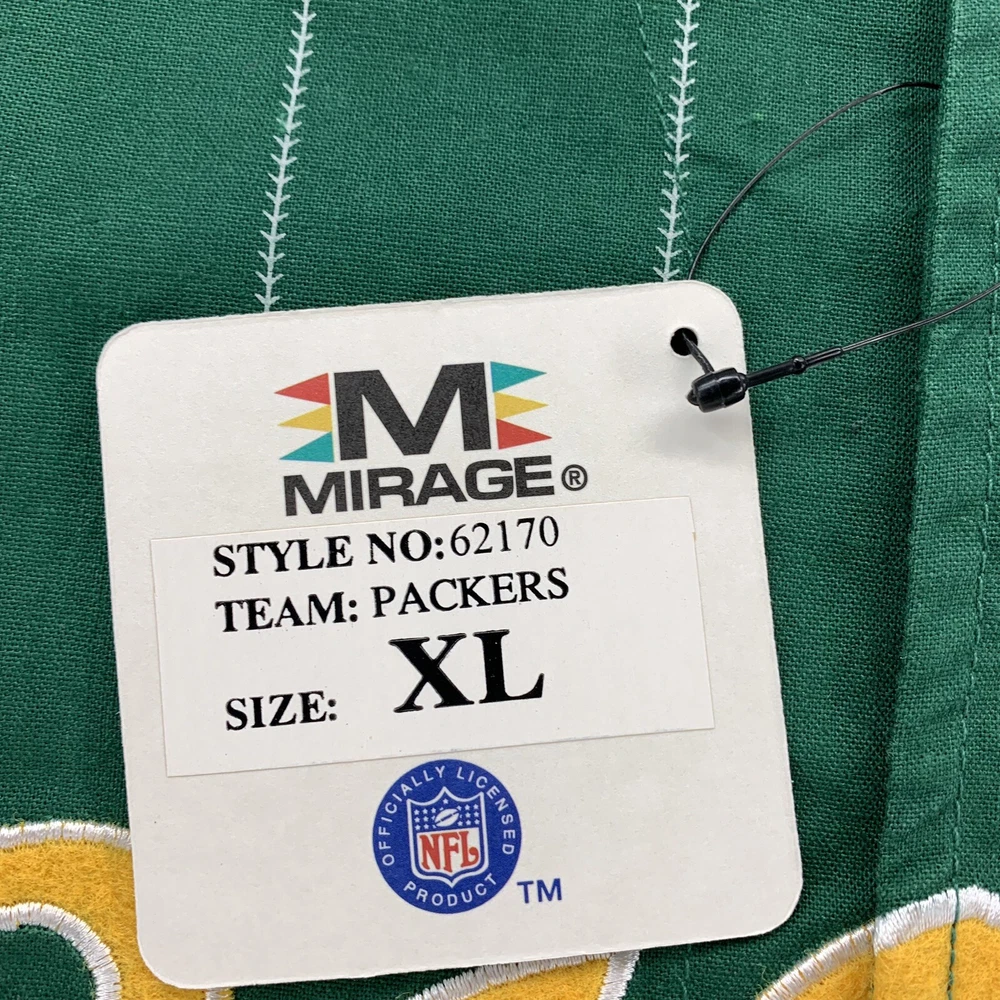 M
MIRAGE®
STYLE NO: 62170
TEAM: PACKERS
SIZE: XL
OFFICIALLY LICENSED
NFL
PRODUCT
TM